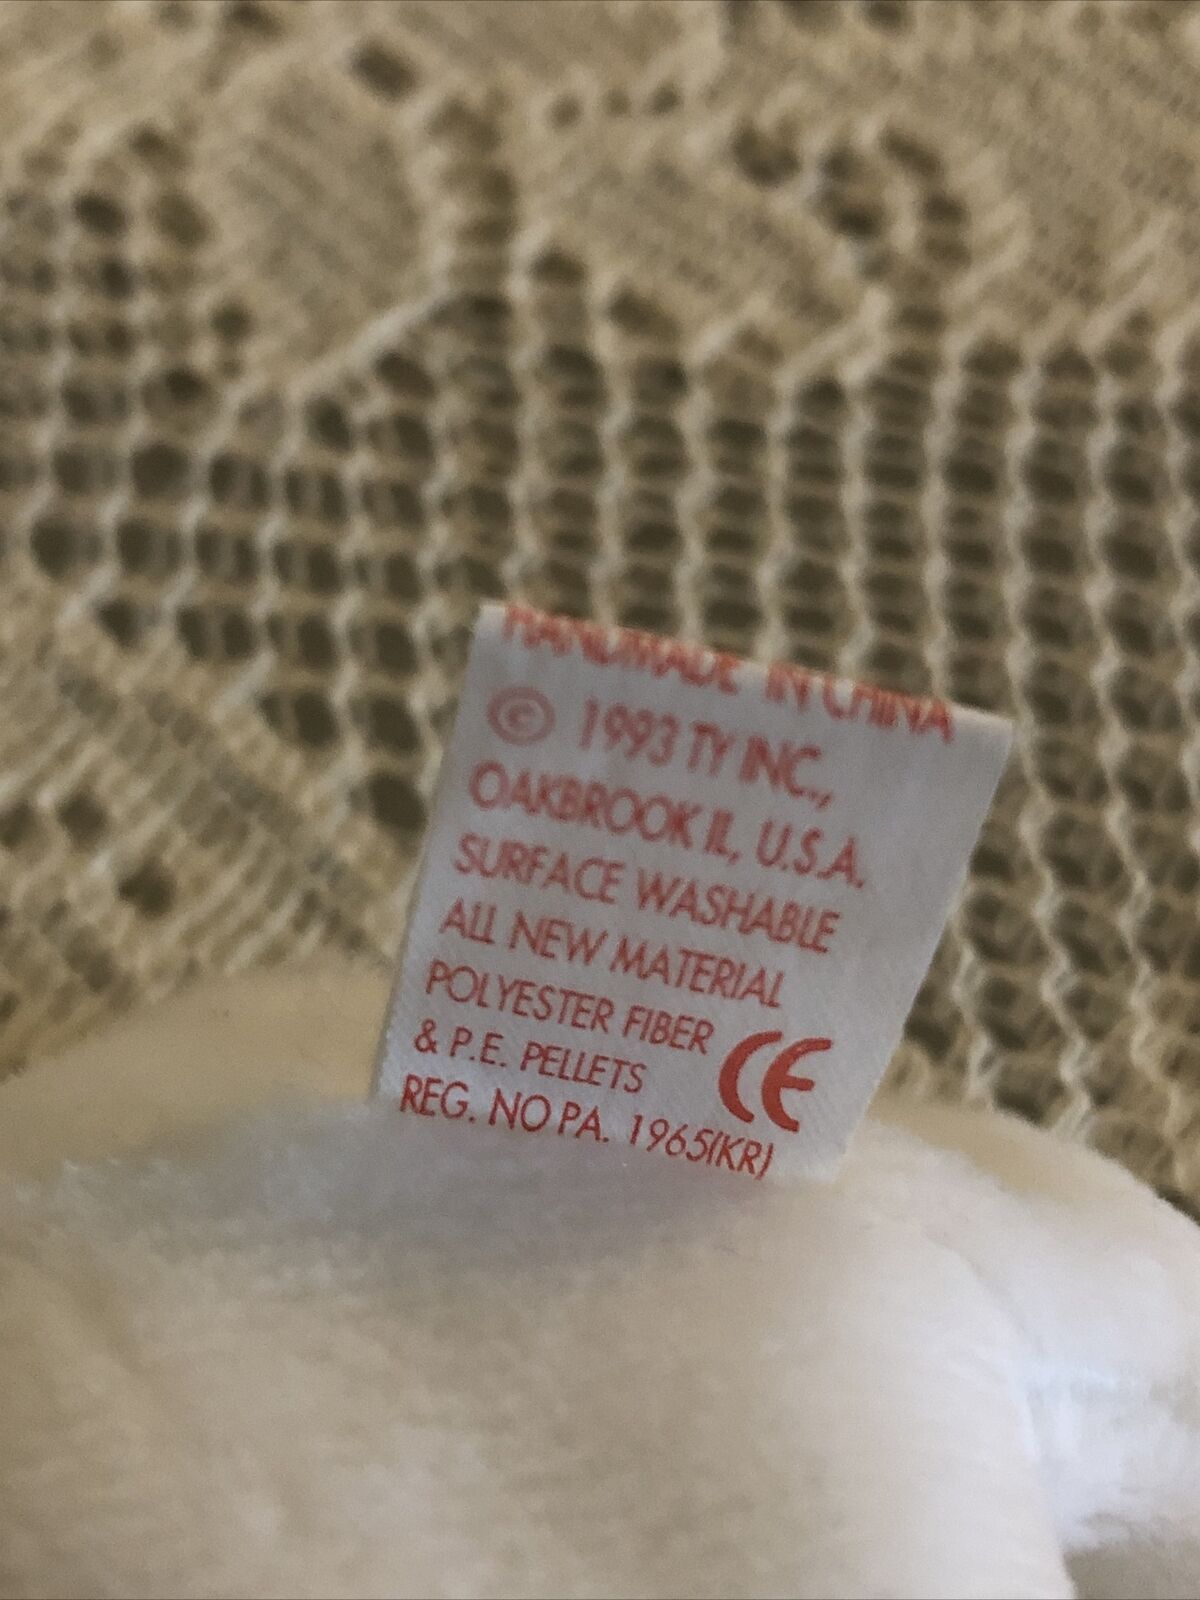 HANDMADE IN CHINA
© 1993 TY INC.,
OAKBROOK IL, U.S.A.
SURFACE WASHABLE
ALL NEW MATERIAL
POLYESTER FIBER
& P.E. PELLETS
CE
REG. NO PA. 1965(KR)